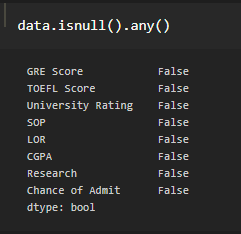 data.isnull().any()
GRE Score False
TOEFL Score False
University Rating False
SOP False
LOR False
CGPA False
Research False
Chance of Admit False
dtype: bool